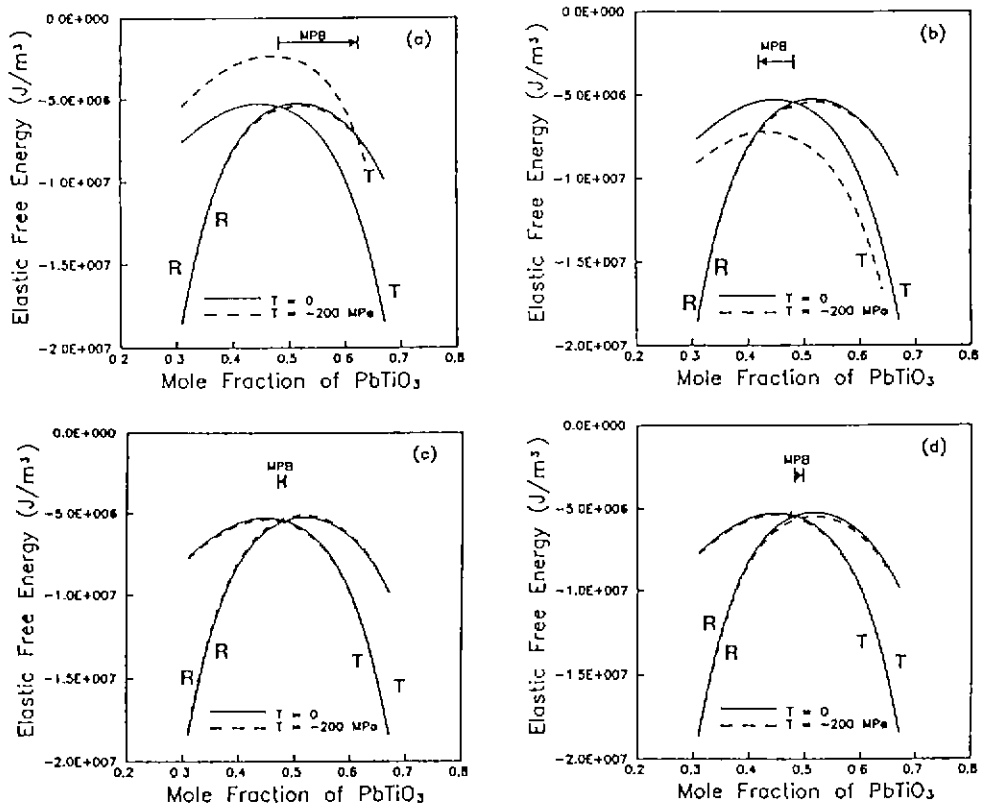 Elastic Free Energy (J/m³)
0.0E+000
-5.0E+006
-1.0E+007
-1.5E+007
-2.0E+007
MPB
(a)
R
R
T
T
T = 0
T = -200 MPa
0.2 0.3 0.4 0.5 0.6 0.7 0.8
Mole Fraction of PbTiO₃
Elastic Free Energy (J/m³)
0.0E+000
-5.0E+006
-1.0E+007
-1.5E+007
-2.0E+007
MPB
(b)
R
R
T
T
T = 0
T = -200 MPa
0.2 0.3 0.4 0.5 0.6 0.7 0.8
Mole Fraction of PbTiO₃
Elastic Free Energy (J/m³)
0.0E+000
-5.0E+006
-1.0E+007
-1.5E+007
-2.0E+007
MPB
(c)
R
R
T
T
T = 0
T = -200 MPa
0.2 0.3 0.4 0.5 0.6 0.7 0.8
Mole Fraction of PbTiO₃
Elastic Free Energy (J/m³)
0.0E+000
-5.0E+006
-1.0E+007
-1.5E+007
-2.0E+007
MPB
(d)
R
R
T
T
T = 0
T = -200 MPa
0.2 0.3 0.4 0.5 0.6 0.7 0.8
Mole Fraction of PbTiO₃